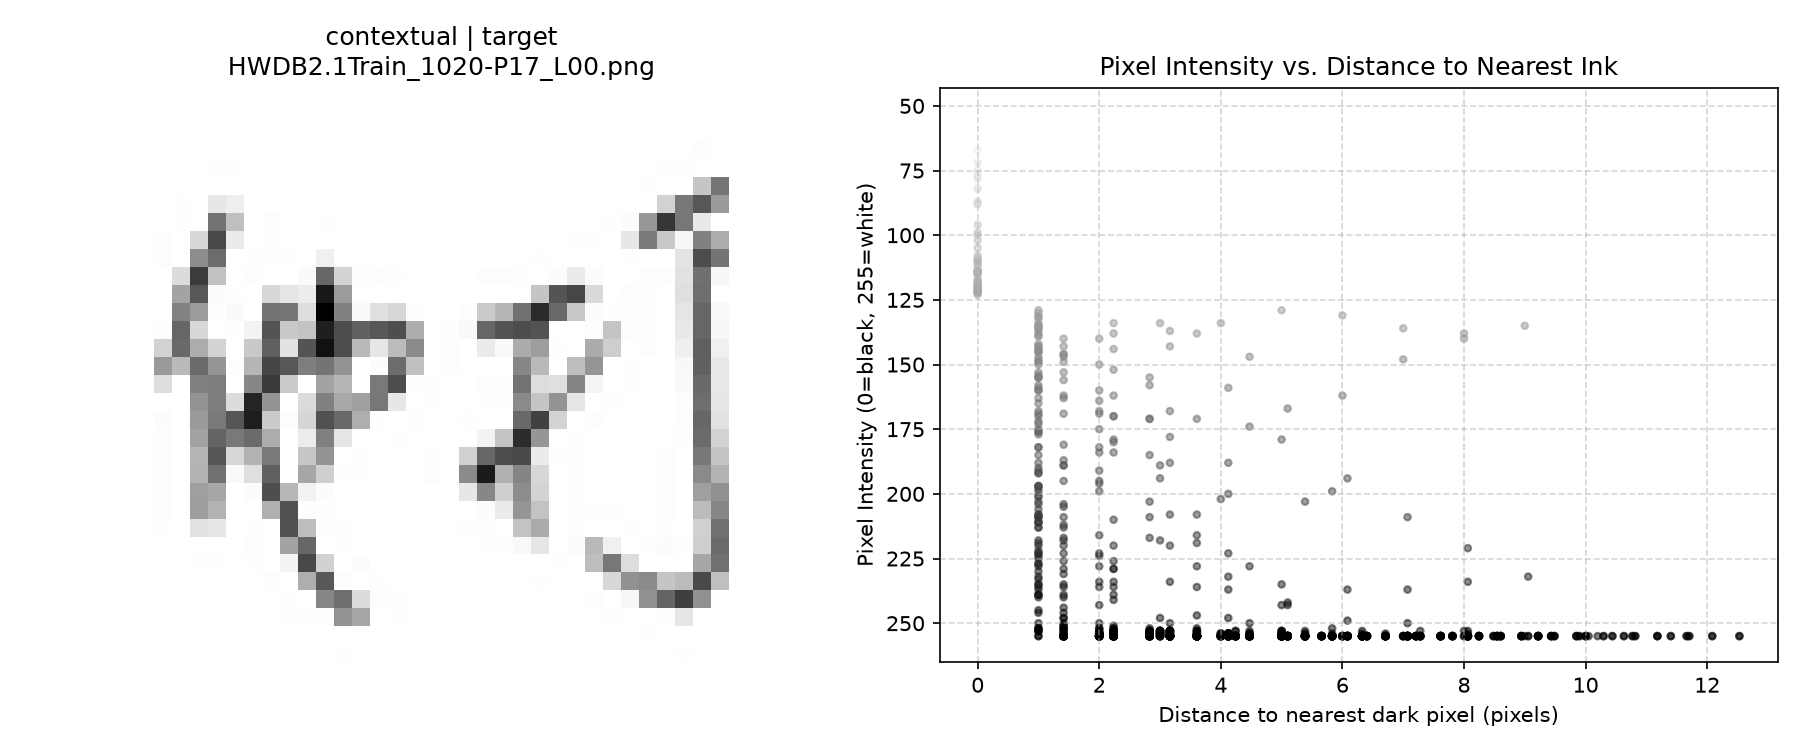 contextual | target
HWDB2.1Train_1020-P17_L00.png
Pixel Intensity vs. Distance to Nearest Ink
Pixel Intensity (0=black, 255=white)
50
75
100
125
150
175
200
225
250
0 2 4 6 8 10 12
Distance to nearest dark pixel (pixels)